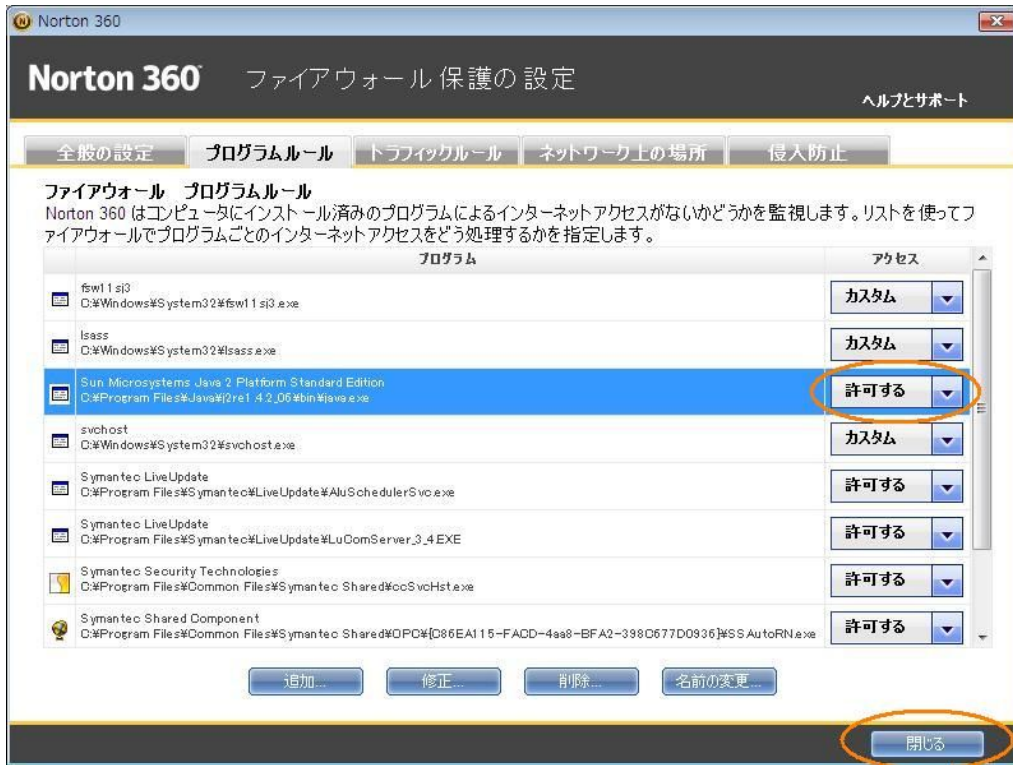 Norton 360
Norton 360 ファイアウォール保護の設定
ヘルプとサポート
全般の設定 プログラムルール トラフィックルール ネットワーク上の場所 侵入防止
ファイアウォール プログラムルール
Norton 360 はコンピュータにインストール済みのプログラムによるインターネットアクセスがないかどうかを監視します。リストを使ってフ
ァイアウォールでプログラムごとのインターネットアクセスをどう処理するかを指定します。
プログラム アクセス
fsw11sj3
C:¥Windows¥System32¥fsw11sj3.exe
カスタム
lsass
C:¥Windows¥System32¥lsass.exe
カスタム
Sun Microsystems Java 2 Platform Standard Edition
C:¥Program Files¥Java¥j2re1.4.2_06¥bin¥java.exe
許可する
svchost
C:¥Windows¥System32¥svchost.exe
カスタム
Symantec LiveUpdate
C:¥Program Files¥Symantec¥LiveUpdate¥AluSchedulerSvc.exe
許可する
Symantec LiveUpdate
C:¥Program Files¥Symantec¥LiveUpdate¥LuComServer_3_4.EXE
許可する
Symantec Security Technologies
C:¥Program Files¥Common Files¥Symantec Shared¥ccSvcHst.exe
許可する
Symantec Shared Component
C:¥Program Files¥Common Files¥Symantec Shared¥OPC¥{C86EA115-FACD-4aa8-BFA2-398C677D0936}¥SSAutoRN.exe
許可する
追加... 修正... 削除... 名前の変更...
閉じる